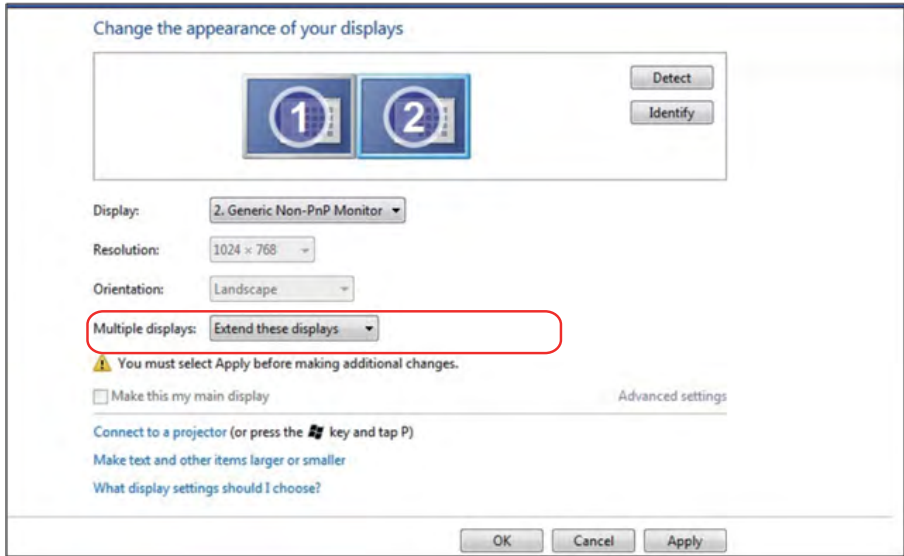 Change the appearance of your displays
1 2
Detect
Identify
Display: 2. Generic Non-PnP Monitor
Resolution: 1024 × 768
Orientation: Landscape
Multiple displays: Extend these displays
You must select Apply before making additional changes.
Make this my main display Advanced settings
Connect to a projector (or press the key and tap P)
Make text and other items larger or smaller
What display settings should I choose?
OK Cancel Apply